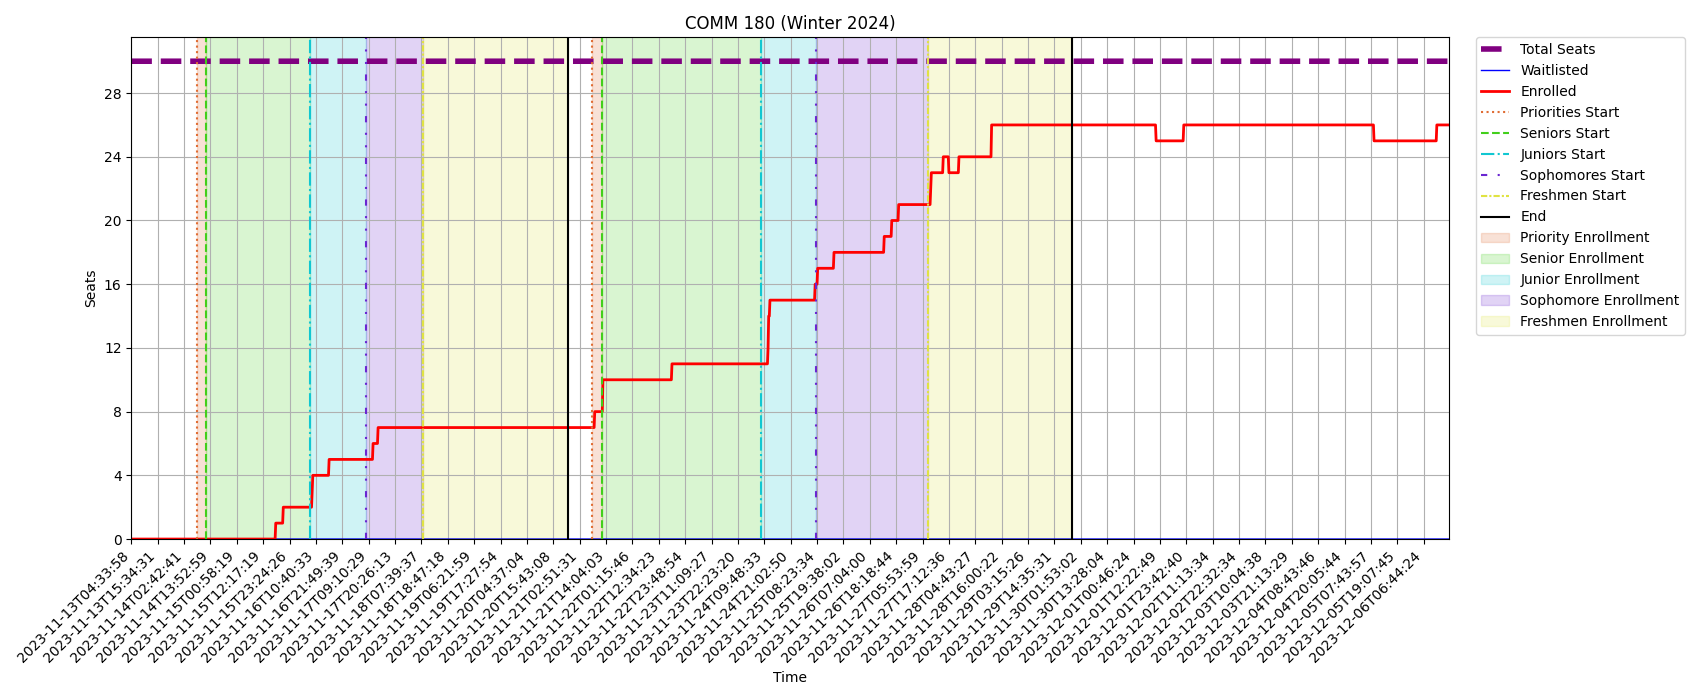 COMM 180 (Winter 2024)
Seats
28
24
20
16
12
8
4
0
2023-11-13T04:33:58
2023-11-13T15:34:31
2023-11-14T02:42:41
2023-11-14T13:52:59
2023-11-15T00:58:19
2023-11-15T12:17:19
2023-11-15T23:24:26
2023-11-16T10:40:33
2023-11-16T21:49:39
2023-11-17T09:10:29
2023-11-17T20:26:13
2023-11-18T07:39:37
2023-11-18T18:47:18
2023-11-19T06:21:59
2023-11-19T17:27:54
2023-11-20T04:37:04
2023-11-20T15:43:08
2023-11-21T02:51:31
2023-11-21T14:04:03
2023-11-22T01:15:46
2023-11-22T12:34:23
2023-11-22T23:48:54
2023-11-23T11:09:27
2023-11-23T22:23:20
2023-11-24T09:48:33
2023-11-24T21:02:50
2023-11-25T08:23:34
2023-11-25T19:38:02
2023-11-26T07:04:00
2023-11-26T18:18:44
2023-11-27T05:53:59
2023-11-27T17:12:36
2023-11-28T04:43:27
2023-11-28T16:00:22
2023-11-29T03:15:26
2023-11-29T14:35:31
2023-11-30T01:53:02
2023-11-30T13:28:04
2023-12-01T00:46:24
2023-12-01T12:22:49
2023-12-01T23:42:40
2023-12-02T11:13:34
2023-12-02T22:32:34
2023-12-03T10:04:38
2023-12-03T21:13:29
2023-12-04T08:43:46
2023-12-04T20:05:44
2023-12-05T07:43:57
2023-12-05T19:07:45
2023-12-06T06:44:24
Time
Total Seats
Waitlisted
Enrolled
Priorities Start
Seniors Start
Juniors Start
Sophomores Start
Freshmen Start
End
Priority Enrollment
Senior Enrollment
Junior Enrollment
Sophomore Enrollment
Freshmen Enrollment